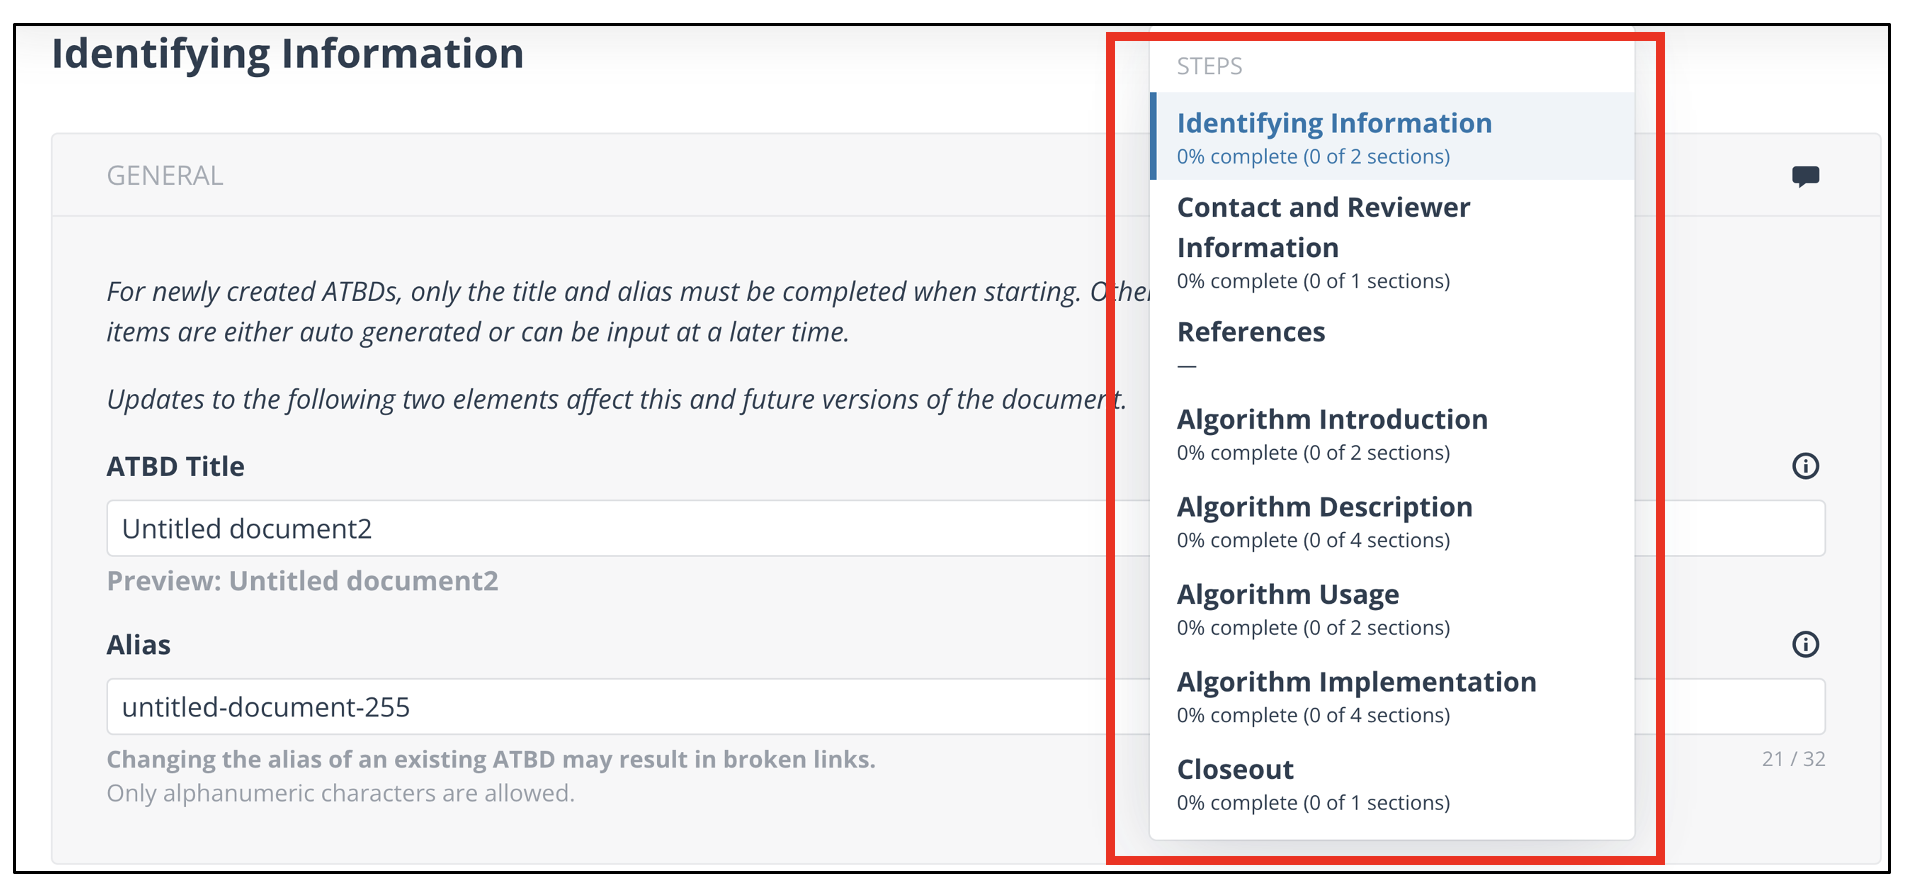 Identifying Information
GENERAL
For newly created ATBDs, only the title and alias must be completed when starting. Other
items are either auto generated or can be input at a later time.
Updates to the following two elements affect this and future versions of the document.
ATBD Title
Untitled document2
Preview: Untitled document2
Alias
untitled-document-255
Changing the alias of an existing ATBD may result in broken links.
21 / 32
Only alphanumeric characters are allowed.
STEPS
Identifying Information
0% complete (0 of 2 sections)
Contact and Reviewer
Information
0% complete (0 of 1 sections)
References
—
Algorithm Introduction
0% complete (0 of 2 sections)
Algorithm Description
0% complete (0 of 4 sections)
Algorithm Usage
0% complete (0 of 2 sections)
Algorithm Implementation
0% complete (0 of 4 sections)
Closeout
0% complete (0 of 1 sections)